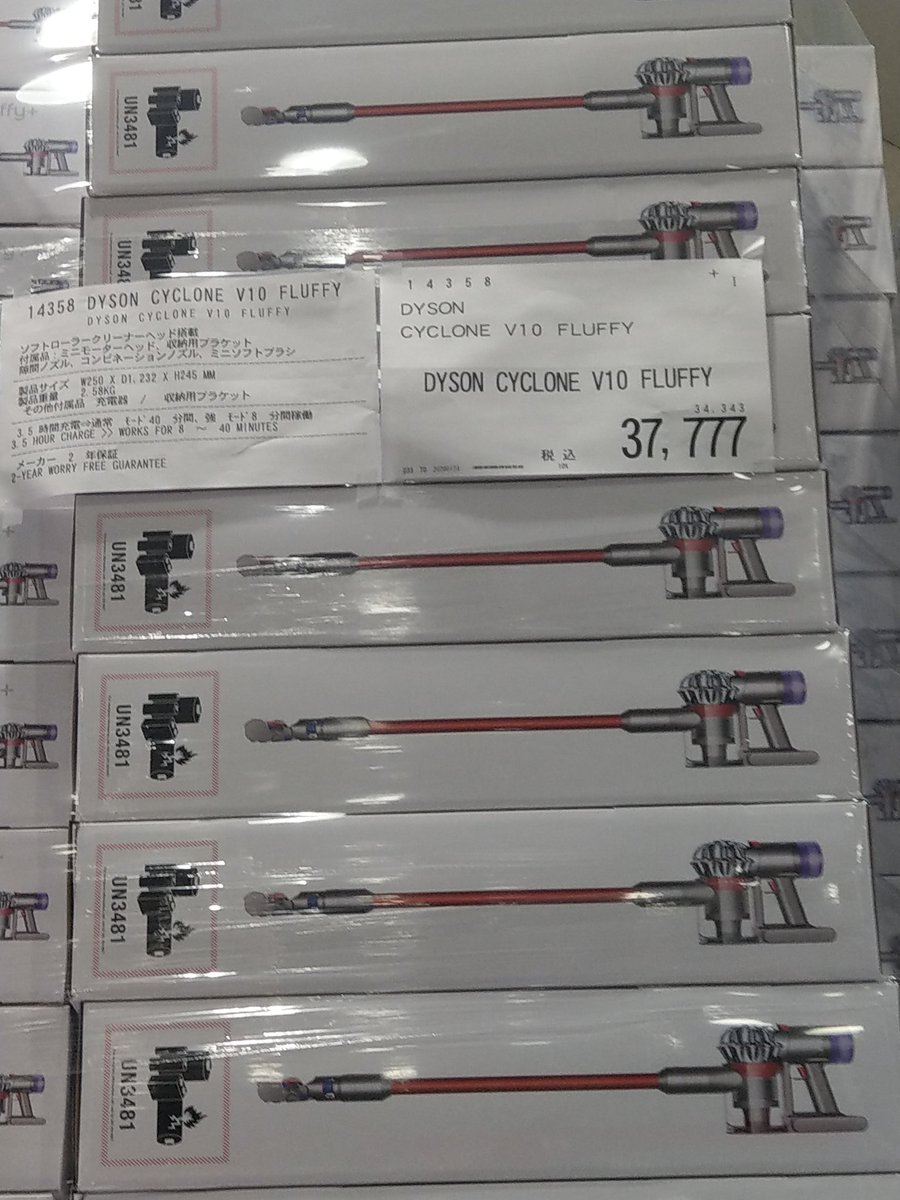 ffy+
UN3481
UN348
14358 DYSON CYCLONE V10 FLUFFY
DYSON CYCLONE V10 FLUFFY
ソフトローラークリーナーヘッド搭載
付属品：ミニモーターヘッド、収納用ブラケット
隙間ノズル、コンビネーションノズル、ミニソフトブラシ
製品サイズ W250 X D1,232 X H245 MM
製品重量 2.58KG
その他付属品 充電器 / 収納用ブラケット
3.5 時間充電⇒通常 ﾓｰﾄﾞ40 分間、強 ﾓｰﾄﾞ8 分間稼働
3.5 HOUR CHARGE >> WORKS FOR 8 ～ 40 MINUTES
メーカー 2 年保証
2-YEAR WORRY FREE GUARANTEE
14358
+
I
DYSON
CYCLONE V10 FLUFFY
DYSON CYCLONE V10 FLUFFY
34,343
税込
10%
37,777
UN3481
UN3481
UN3481
UN3481